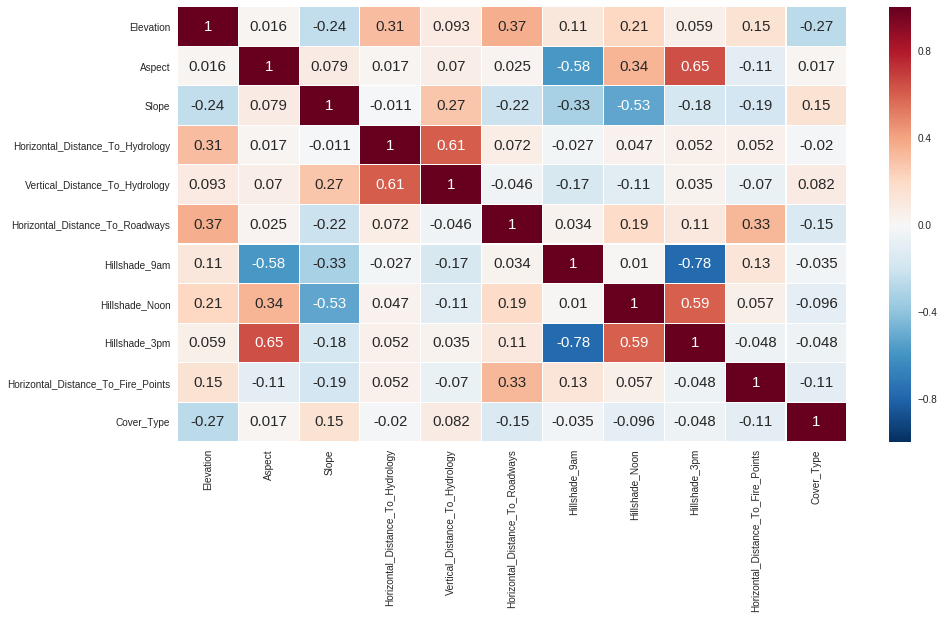 Elevation 1 0.016 -0.24 0.31 0.093 0.37 0.11 0.21 0.059 0.15 -0.27
Aspect 0.016 1 0.079 0.017 0.07 0.025 -0.58 0.34 0.65 -0.11 0.017
Slope -0.24 0.079 1 -0.011 0.27 -0.22 -0.33 -0.53 -0.18 -0.19 0.15
Horizontal_Distance_To_Hydrology 0.31 0.017 -0.011 1 0.61 0.072 -0.027 0.047 0.052 0.052 -0.02
Vertical_Distance_To_Hydrology 0.093 0.07 0.27 0.61 1 -0.046 -0.17 -0.11 0.035 -0.07 0.082
Horizontal_Distance_To_Roadways 0.37 0.025 -0.22 0.072 -0.046 1 0.034 0.19 0.11 0.33 -0.15
Hillshade_9am 0.11 -0.58 -0.33 -0.027 -0.17 0.034 1 0.01 -0.78 0.13 -0.035
Hillshade_Noon 0.21 0.34 -0.53 0.047 -0.11 0.19 0.01 1 0.59 0.057 -0.096
Hillshade_3pm 0.059 0.65 -0.18 0.052 0.035 0.11 -0.78 0.59 1 -0.048 -0.048
Horizontal_Distance_To_Fire_Points 0.15 -0.11 -0.19 0.052 -0.07 0.33 0.13 0.057 -0.048 1 -0.11
Cover_Type -0.27 0.017 0.15 -0.02 0.082 -0.15 -0.035 -0.096 -0.048 -0.11 1
Elevation
Aspect
Slope
Horizontal_Distance_To_Hydrology
Vertical_Distance_To_Hydrology
Horizontal_Distance_To_Roadways
Hillshade_9am
Hillshade_Noon
Hillshade_3pm
Horizontal_Distance_To_Fire_Points
Cover_Type
0.8
0.4
0.0
-0.4
-0.8